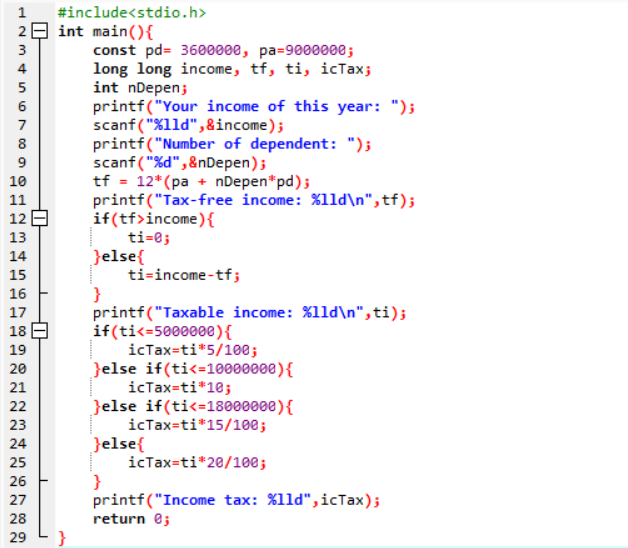 1 #include<stdio.h>
2 int main(){
3 const pd= 3600000, pa=9000000;
4 long long income, tf, ti, icTax;
5 int nDepen;
6 printf("Your income of this year: ");
7 scanf("%lld",&income);
8 printf("Number of dependent: ");
9 scanf("%d",&nDepen);
10 tf = 12*(pa + nDepen*pd);
11 printf("Tax-free income: %lld\n",tf);
12 if(tf>income){
13 ti=0;
14 }else{
15 ti=income-tf;
16 }
17 printf("Taxable income: %lld\n",ti);
18 if(ti<=5000000){
19 icTax=ti*5/100;
20 }else if(ti<=10000000){
21 icTax=ti*10;
22 }else if(ti<=18000000){
23 icTax=ti*15/100;
24 }else{
25 icTax=ti*20/100;
26 }
27 printf("Income tax: %lld",icTax);
28 return 0;
29 }